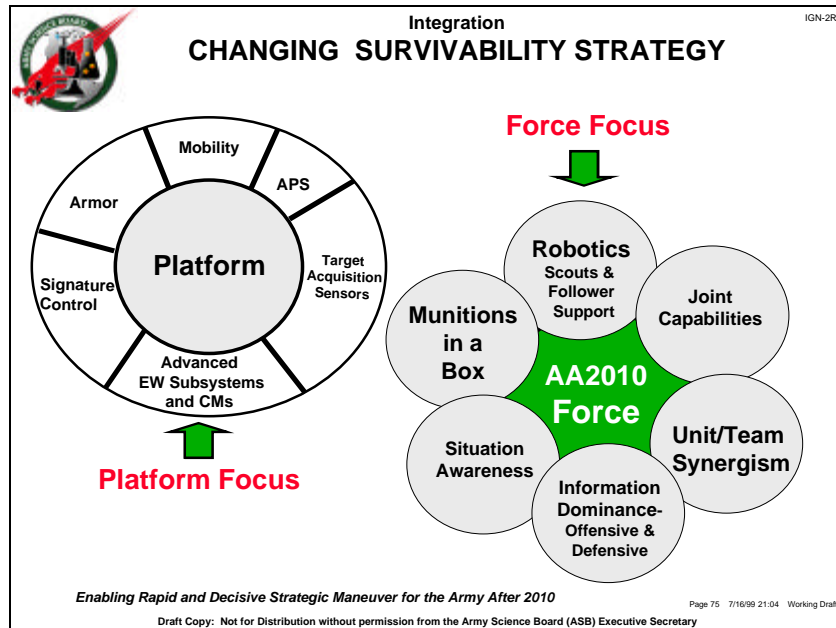 Integration
IGN-2R
CHANGING SURVIVABILITY STRATEGY
ARMY SCIENCE BOARD
Mobility
APS
Armor
Platform
Target
Acquisition
Sensors
Signature
Control
Advanced
EW Subsystems
and CMs
Platform Focus
Force Focus
Robotics
Scouts &
Follower
Support
Joint
Capabilities
Munitions
in a
Box
AA2010
Force
Unit/Team
Synergism
Situation
Awareness
Information
Dominance-
Offensive &
Defensive
Enabling Rapid and Decisive Strategic Maneuver for the Army After 2010
Page 75 7/16/99 21:04 Working Draft
Draft Copy: Not for Distribution without permission from the Army Science Board (ASB) Executive Secretary